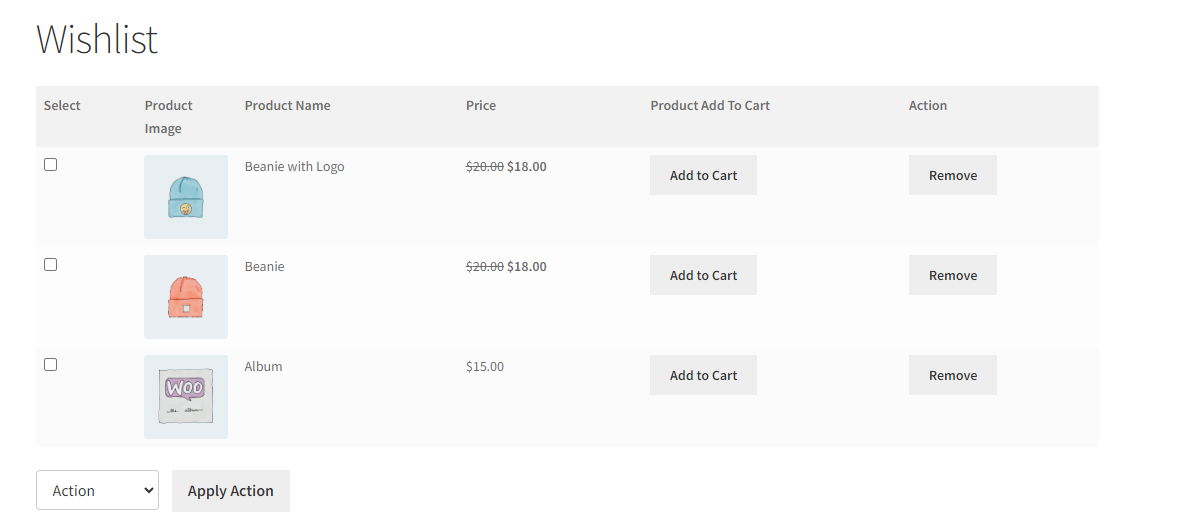 Wishlist
Select Product Image Product Name Price Product Add To Cart Action
Beanie with Logo $20.00 $18.00 Add to Cart Remove
Beanie $20.00 $18.00 Add to Cart Remove
WOO
the album
Album $15.00 Add to Cart Remove
Action Apply Action